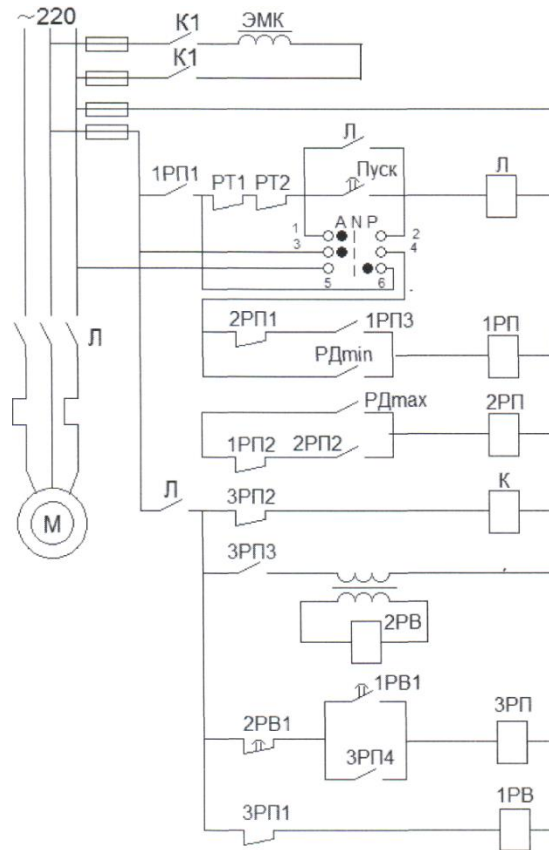 ~220
К1
ЭМК
К1
Л
1РП1
РТ1
РТ2
Пуск
Л
1
А N Р
2
3
4
5
6
2РП1
1РП3
1РП
Л
РДmin
РДmax
2РП
1РП2
2РП2
Л
3РП2
К
М
3РП3
2РВ
1РВ1
2РВ1
3РП
3РП4
3РП1
1РВ